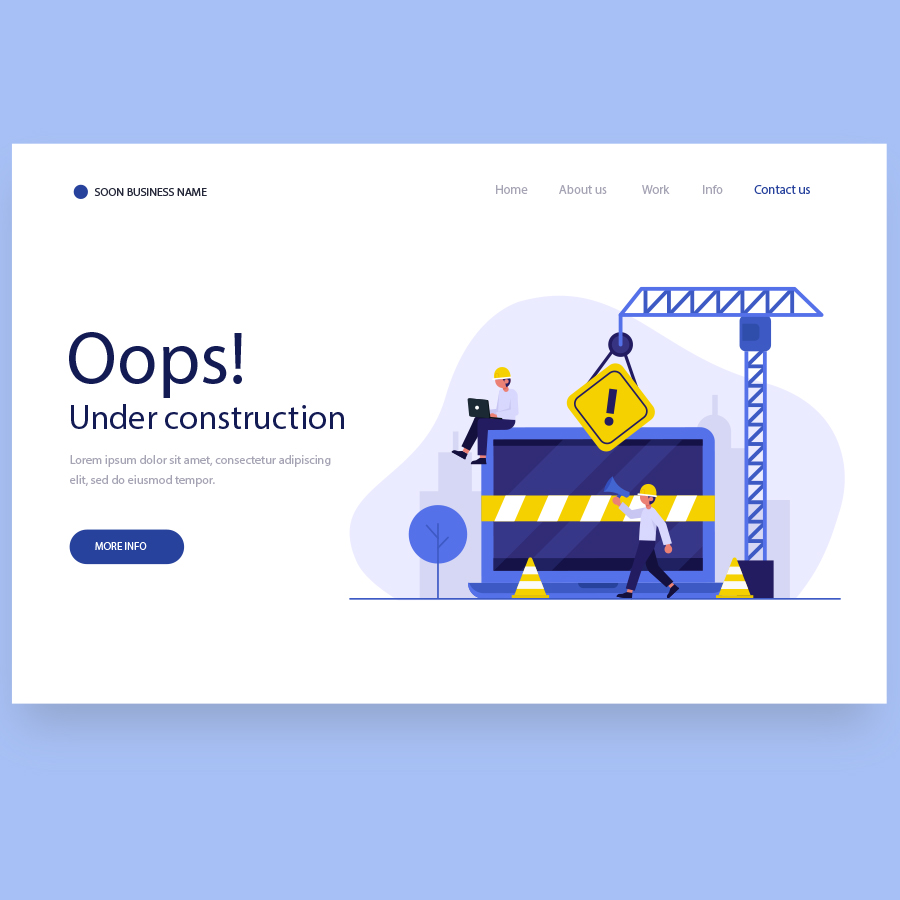 SOON BUSINESS NAME
Home About us Work Info Contact us
Oops!
Under construction
Lorem ipsum dolor sit amet, consectetur adipiscing
elit, sed do eiusmod tempor.
MORE INFO
!